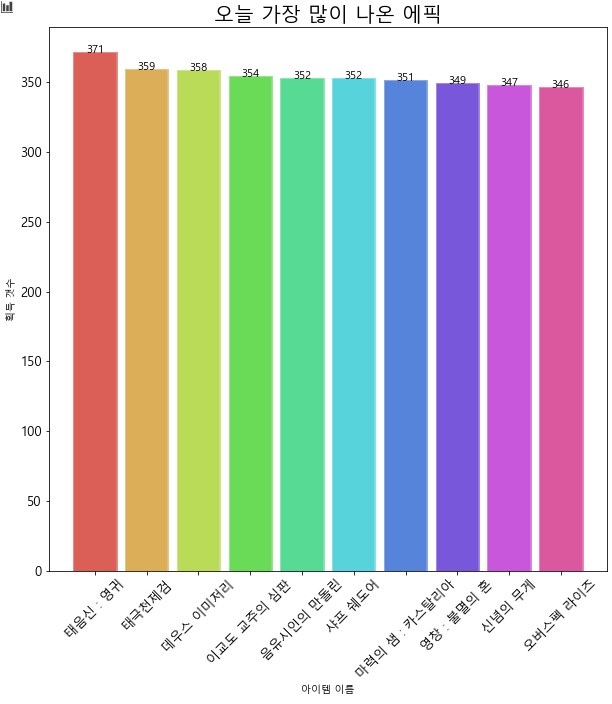 오늘 가장 많이 나온 에픽
371
359
358
354
352
352
351
349
347
346
350
300
250
200
150
100
50
0
획득 갯수
태음신 : 영귀
태극천제검
데우스 이미저리
이교도 교주의 심판
음유시인의 만돌린
샤프 쉐도어
마력의 샘 : 카스탈리아
영창 : 불멸의 혼
신념의 무게
오버스펙 라이즈
아이템 이름